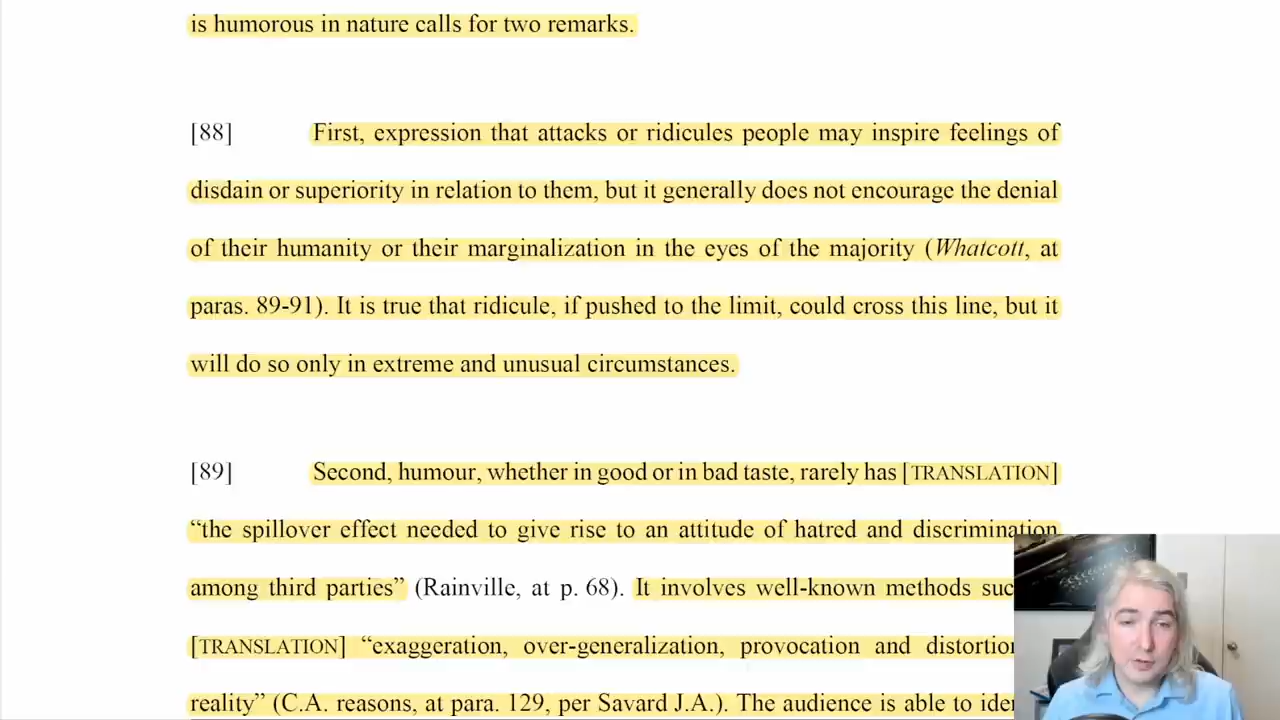 is humorous in nature calls for two remarks.
[88] First, expression that attacks or ridicules people may inspire feelings of
disdain or superiority in relation to them, but it generally does not encourage the denial
of their humanity or their marginalization in the eyes of the majority (Whatcott, at
paras. 89-91). It is true that ridicule, if pushed to the limit, could cross this line, but it
will do so only in extreme and unusual circumstances.
[89] Second, humour, whether in good or in bad taste, rarely has [TRANSLATION]
“the spillover effect needed to give rise to an attitude of hatred and discrimination
among third parties” (Rainville, at p. 68). It involves well-known methods suc
[TRANSLATION] “exaggeration, over-generalization, provocation and distortion
reality” (C.A. reasons, at para. 129, per Savard J.A.). The audience is able to iden